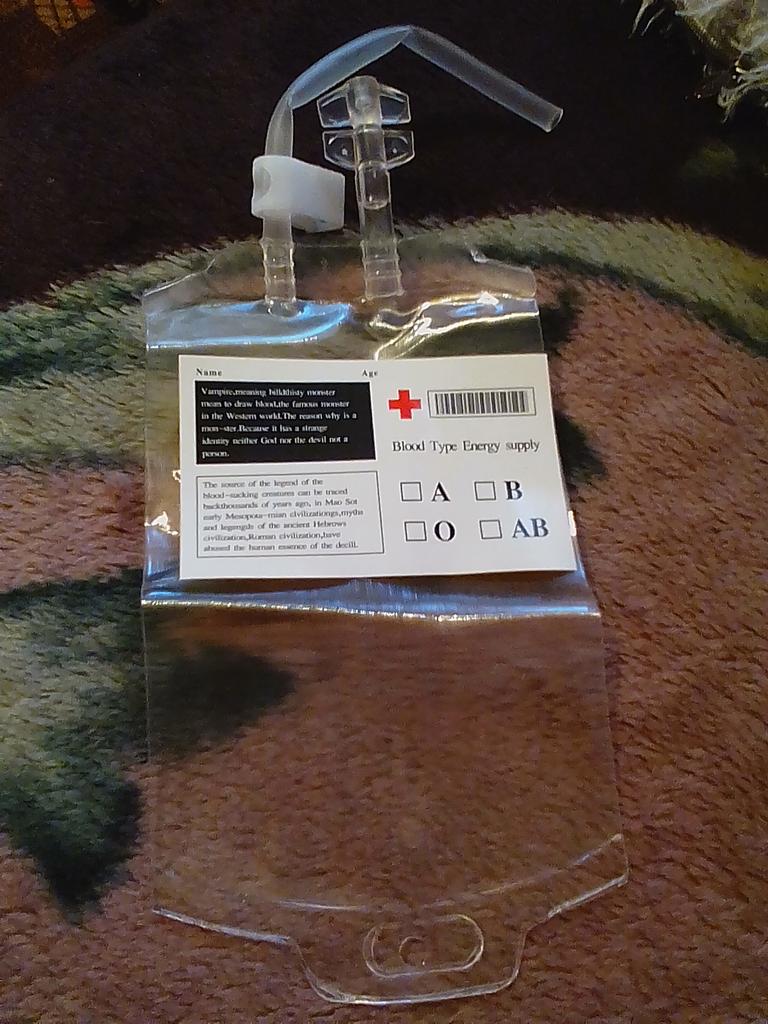 Name Age
Vampire,meaning billdthisty monster
mean to draw blood,the famous monster
in the Western world.The reason why is a
mon-ster.Because it has a strange
identity neither God nor the devil not a
person.
The source of the legend of the
blood-sucking creatures can be traced
backthousands of years ago, in Mao Sot
early Mesopota-mian civilizationgs,myths
and legengds of the ancient Hebrows
civilization,Roman civilization,have
abused the human essence of the decill.
Blood Type Energy supply
A B
O AB